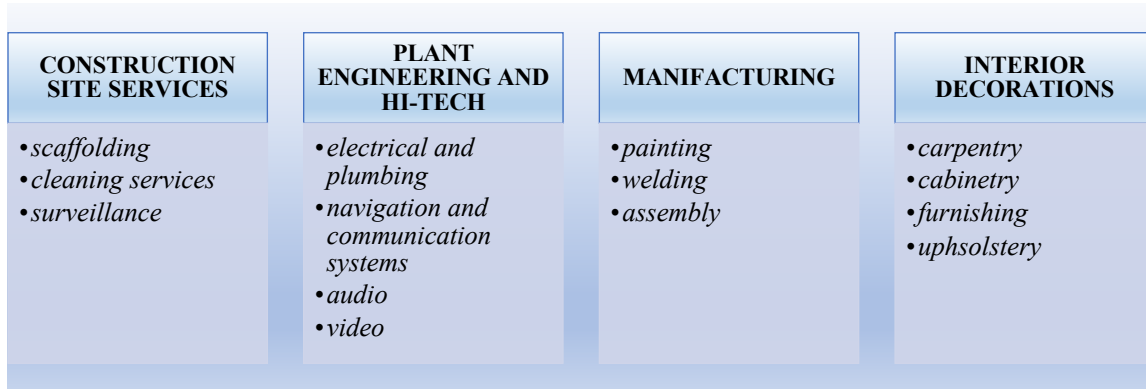 CONSTRUCTION
SITE SERVICES
•scaffolding
•cleaning services
•surveillance
PLANT
ENGINEERING AND
HI-TECH
•electrical and
plumbing
•navigation and
communication
systems
•audio
•video
MANIFACTURING
•painting
•welding
•assembly
INTERIOR
DECORATIONS
•carpentry
•cabinetry
•furnishing
•uphsolstery